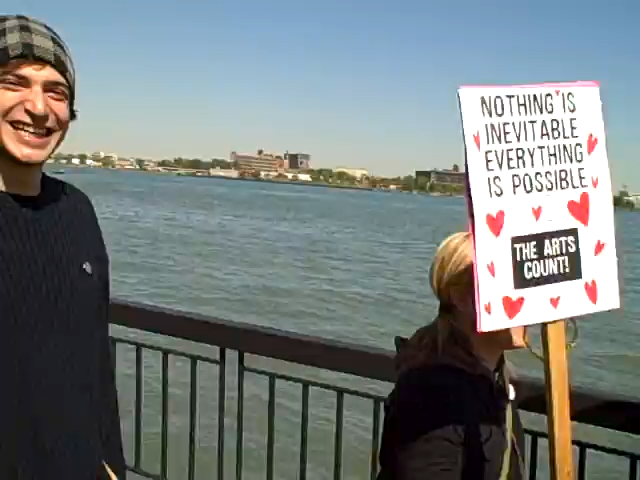 NOTHING IS
INEVITABLE
EVERYTHING
IS POSSIBLE
THE ARTS
COUNT!